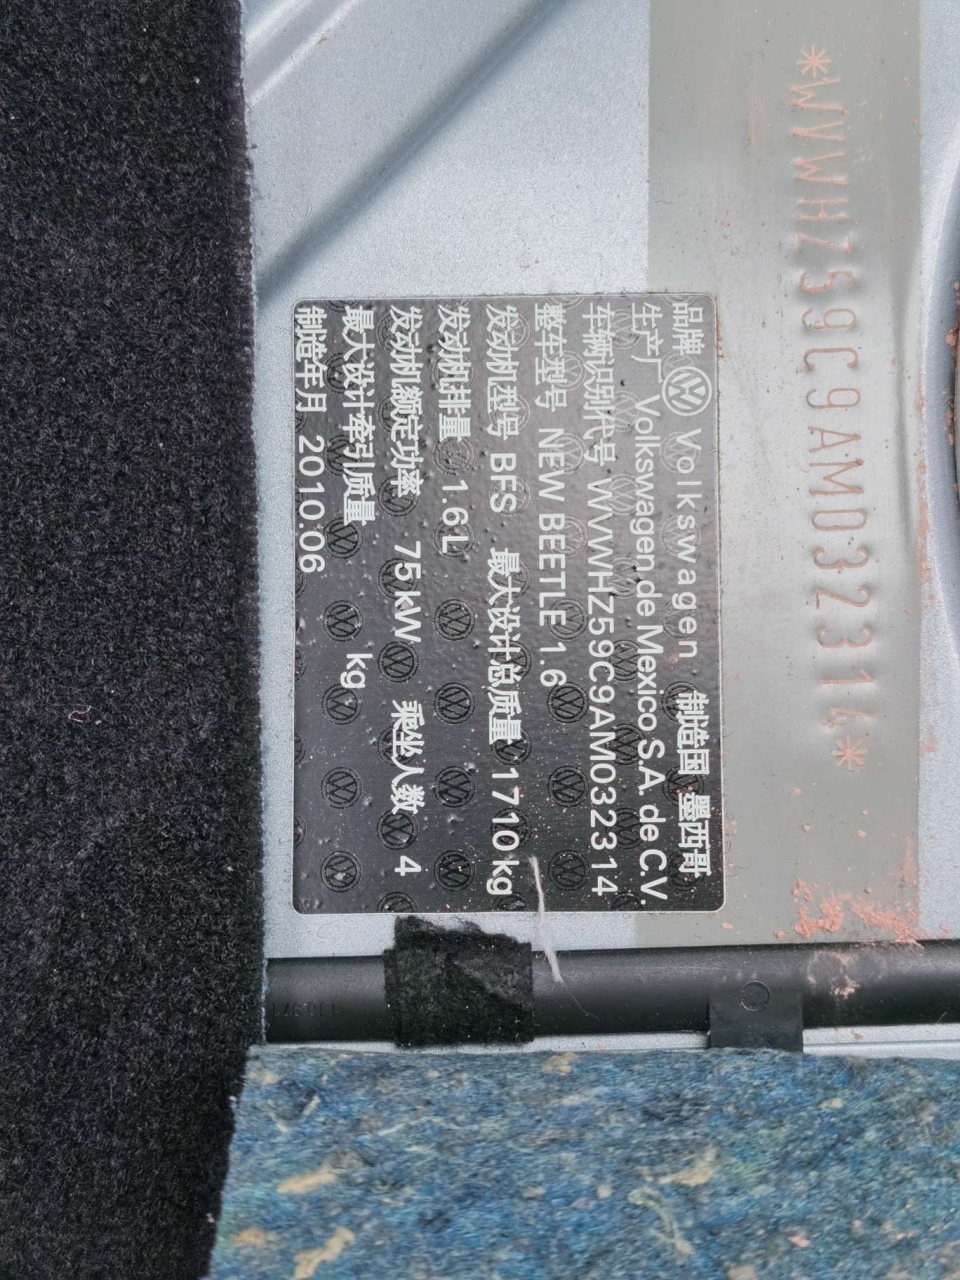 *WVWHZ59C9AM032314*
品牌 Volkswagen 制造国 墨西哥
生产厂 Volkswagen de Mexico S.A. de C.V.
车辆识别代号 WVWHZ59C9AM032314
整车型号 NEW BEETLE 1.6
发动机型号 BFS 最大设计总质量 1710kg
发动机排量 1.6L
发动机额定功率 75kW 乘坐人数 4
最大设计牵引质量 kg
制造年月 2010.06